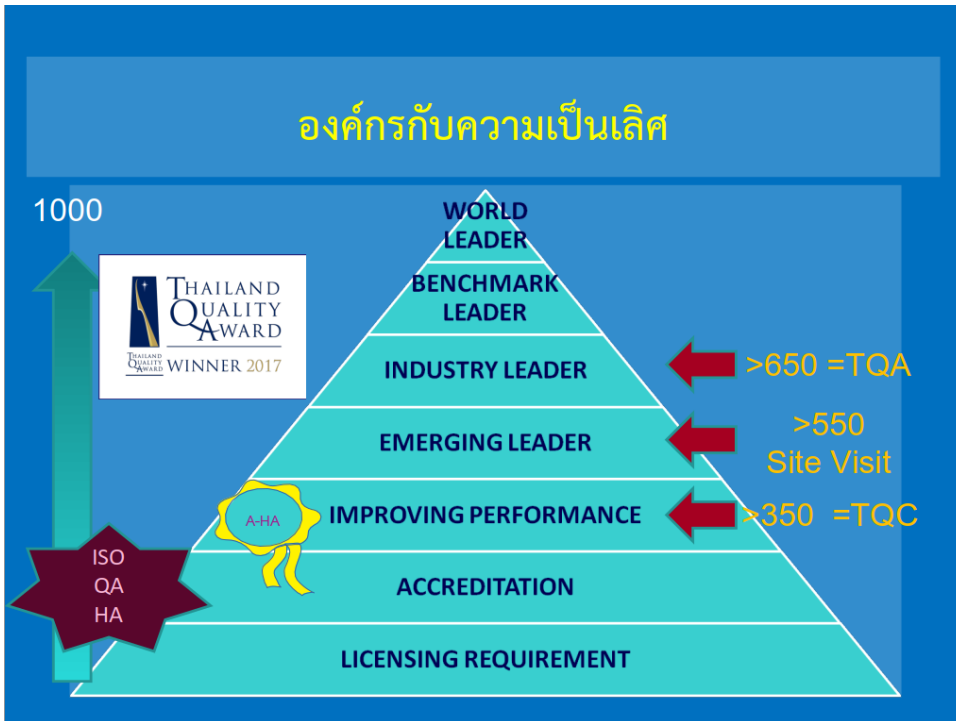 องค์กรกับความเป็นเลิศ
1000
THAILAND
QUALITY
AWARD
THAILAND
QUALITY
AWARD
WINNER 2017
WORLD
LEADER
BENCHMARK
LEADER
INDUSTRY LEADER
>650 =TQA
EMERGING LEADER
>550
Site Visit
A-HA
IMPROVING PERFORMANCE
>350 =TQC
ISO
QA
HA
ACCREDITATION
LICENSING REQUIREMENT